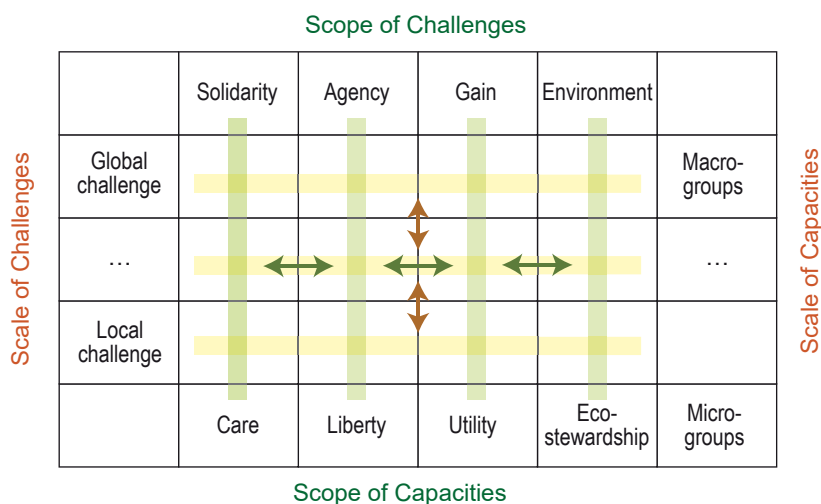 Scope of Challenges
Solidarity Agency Gain Environment
Scale of Challenges
Global
challenge
Macro-
groups
Scale of Capacities
… …
Local
challenge
Care Liberty Utility
Eco-
stewardship
Micro-
groups
Scope of Capacities